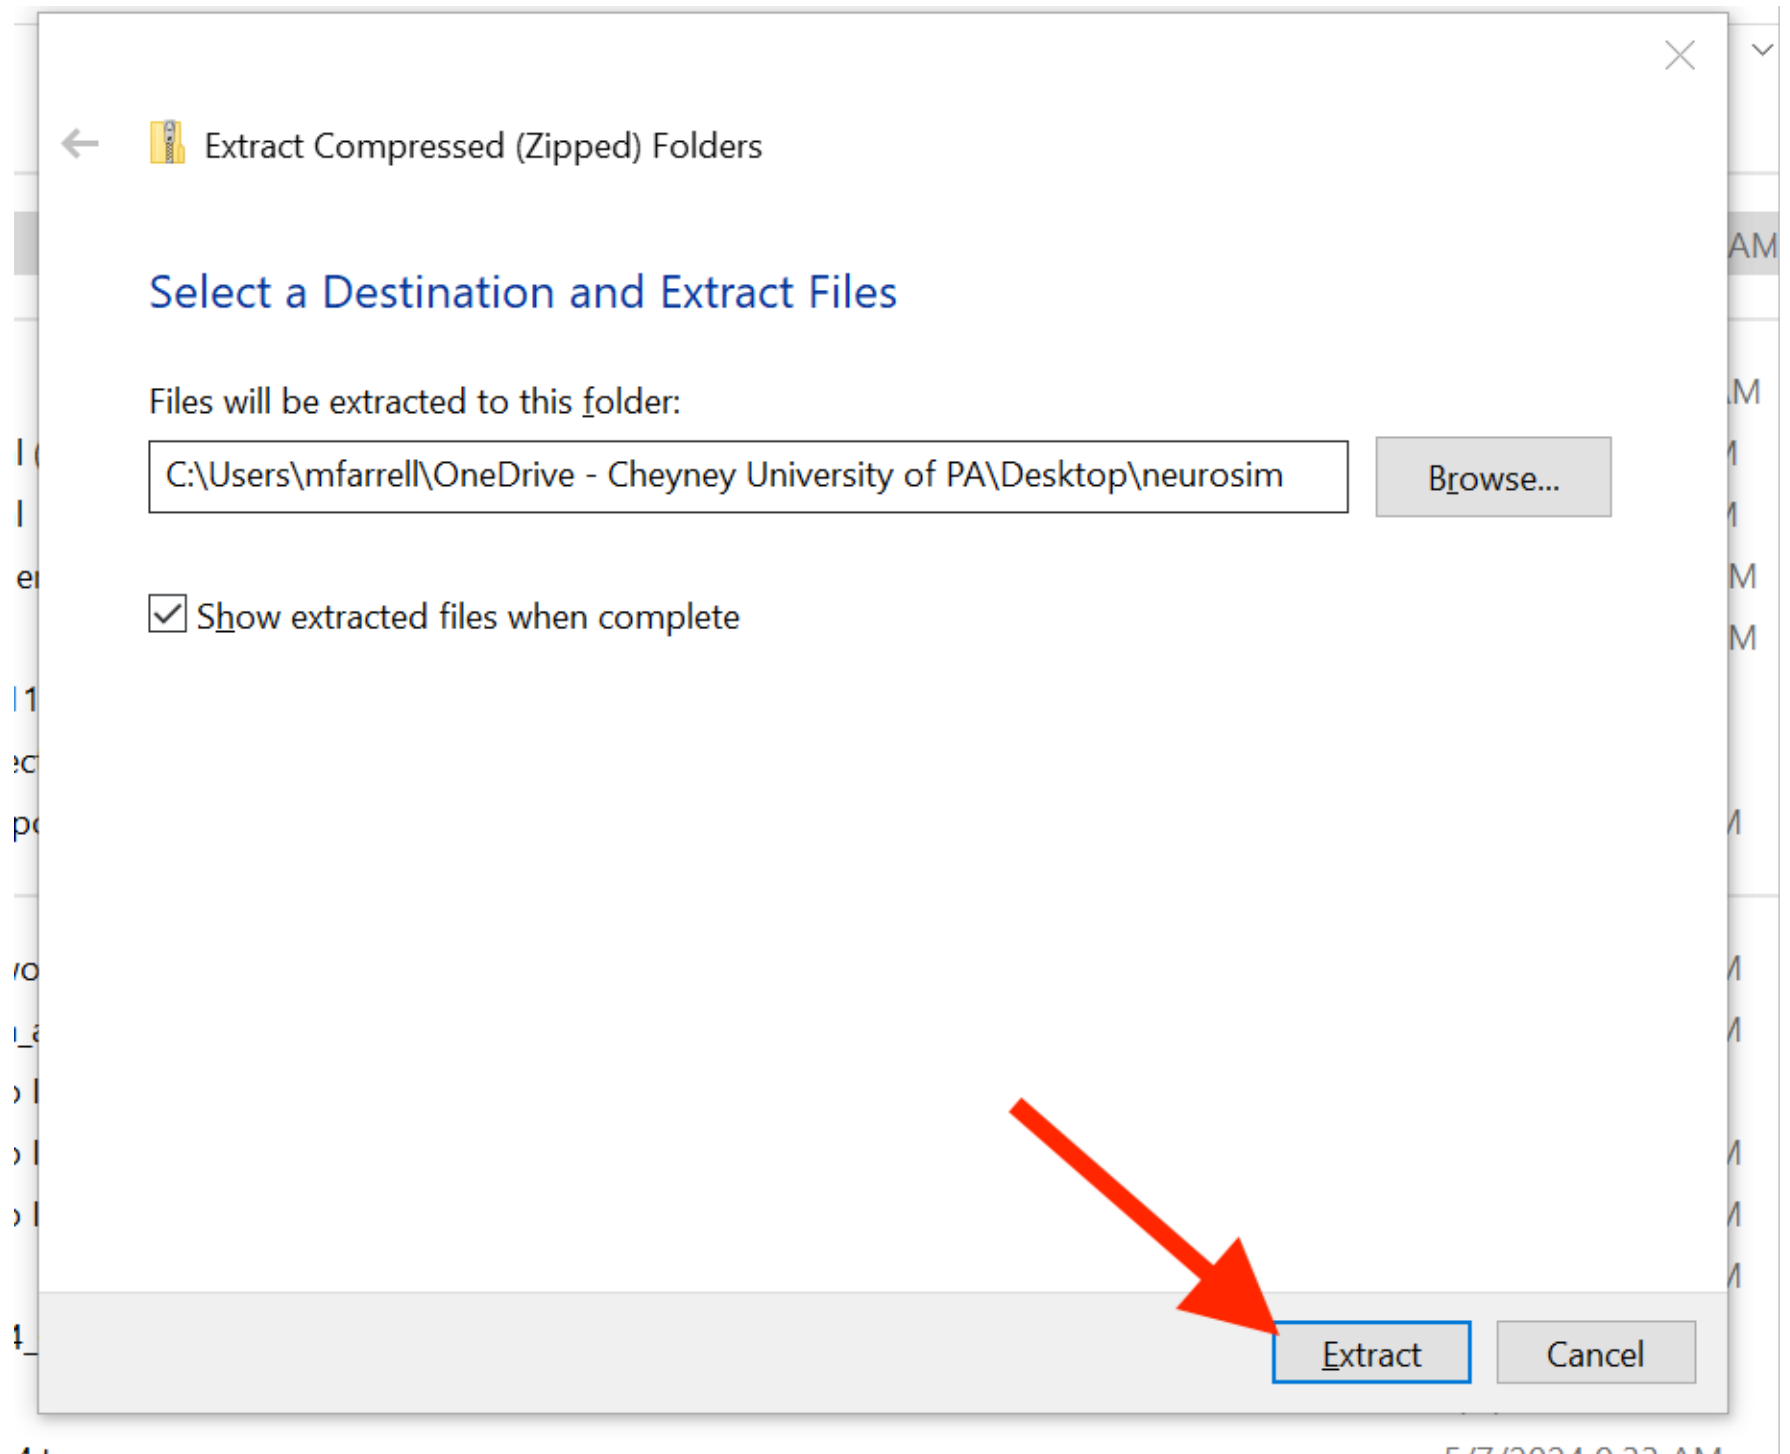 Extract Compressed (Zipped) Folders
AM
Select a Destination and Extract Files
Files will be extracted to this folder:
C:\Users\mfarrell\OneDrive - Cheyney University of PA\Desktop\neurosim
Browse...
Show extracted files when complete
Extract
Cancel